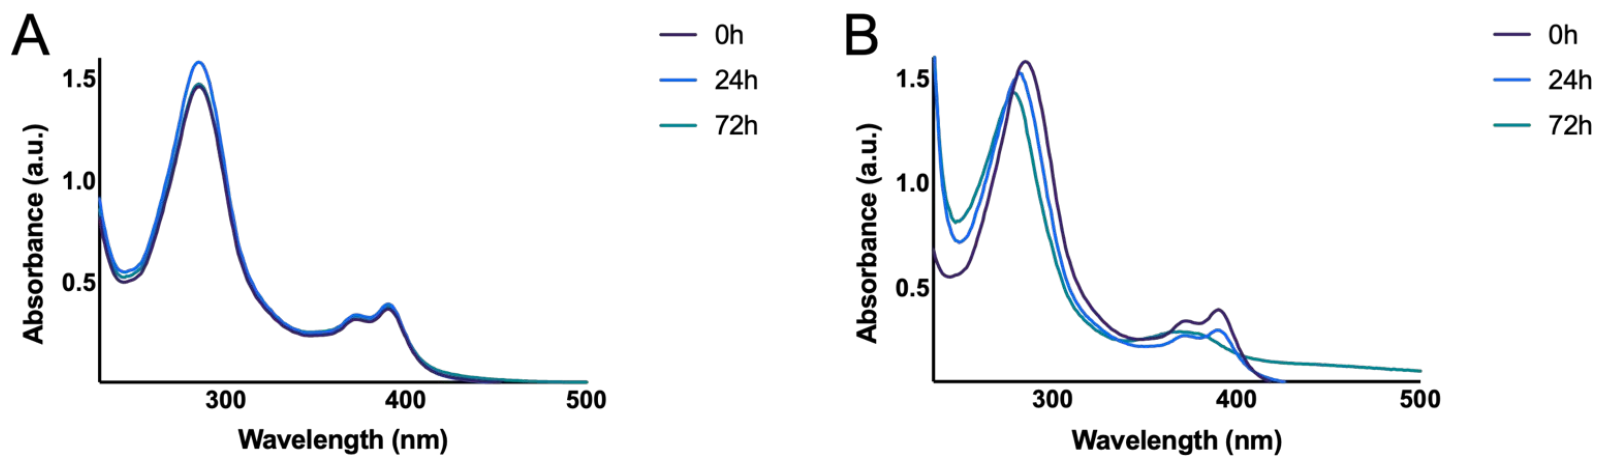 A
0h
24h
72h
1.5
1.0
0.5
Absorbance (a.u.)
300 400 500
Wavelength (nm)
B
0h
24h
72h
1.5
1.0
0.5
Absorbance (a.u.)
300 400 500
Wavelength (nm)